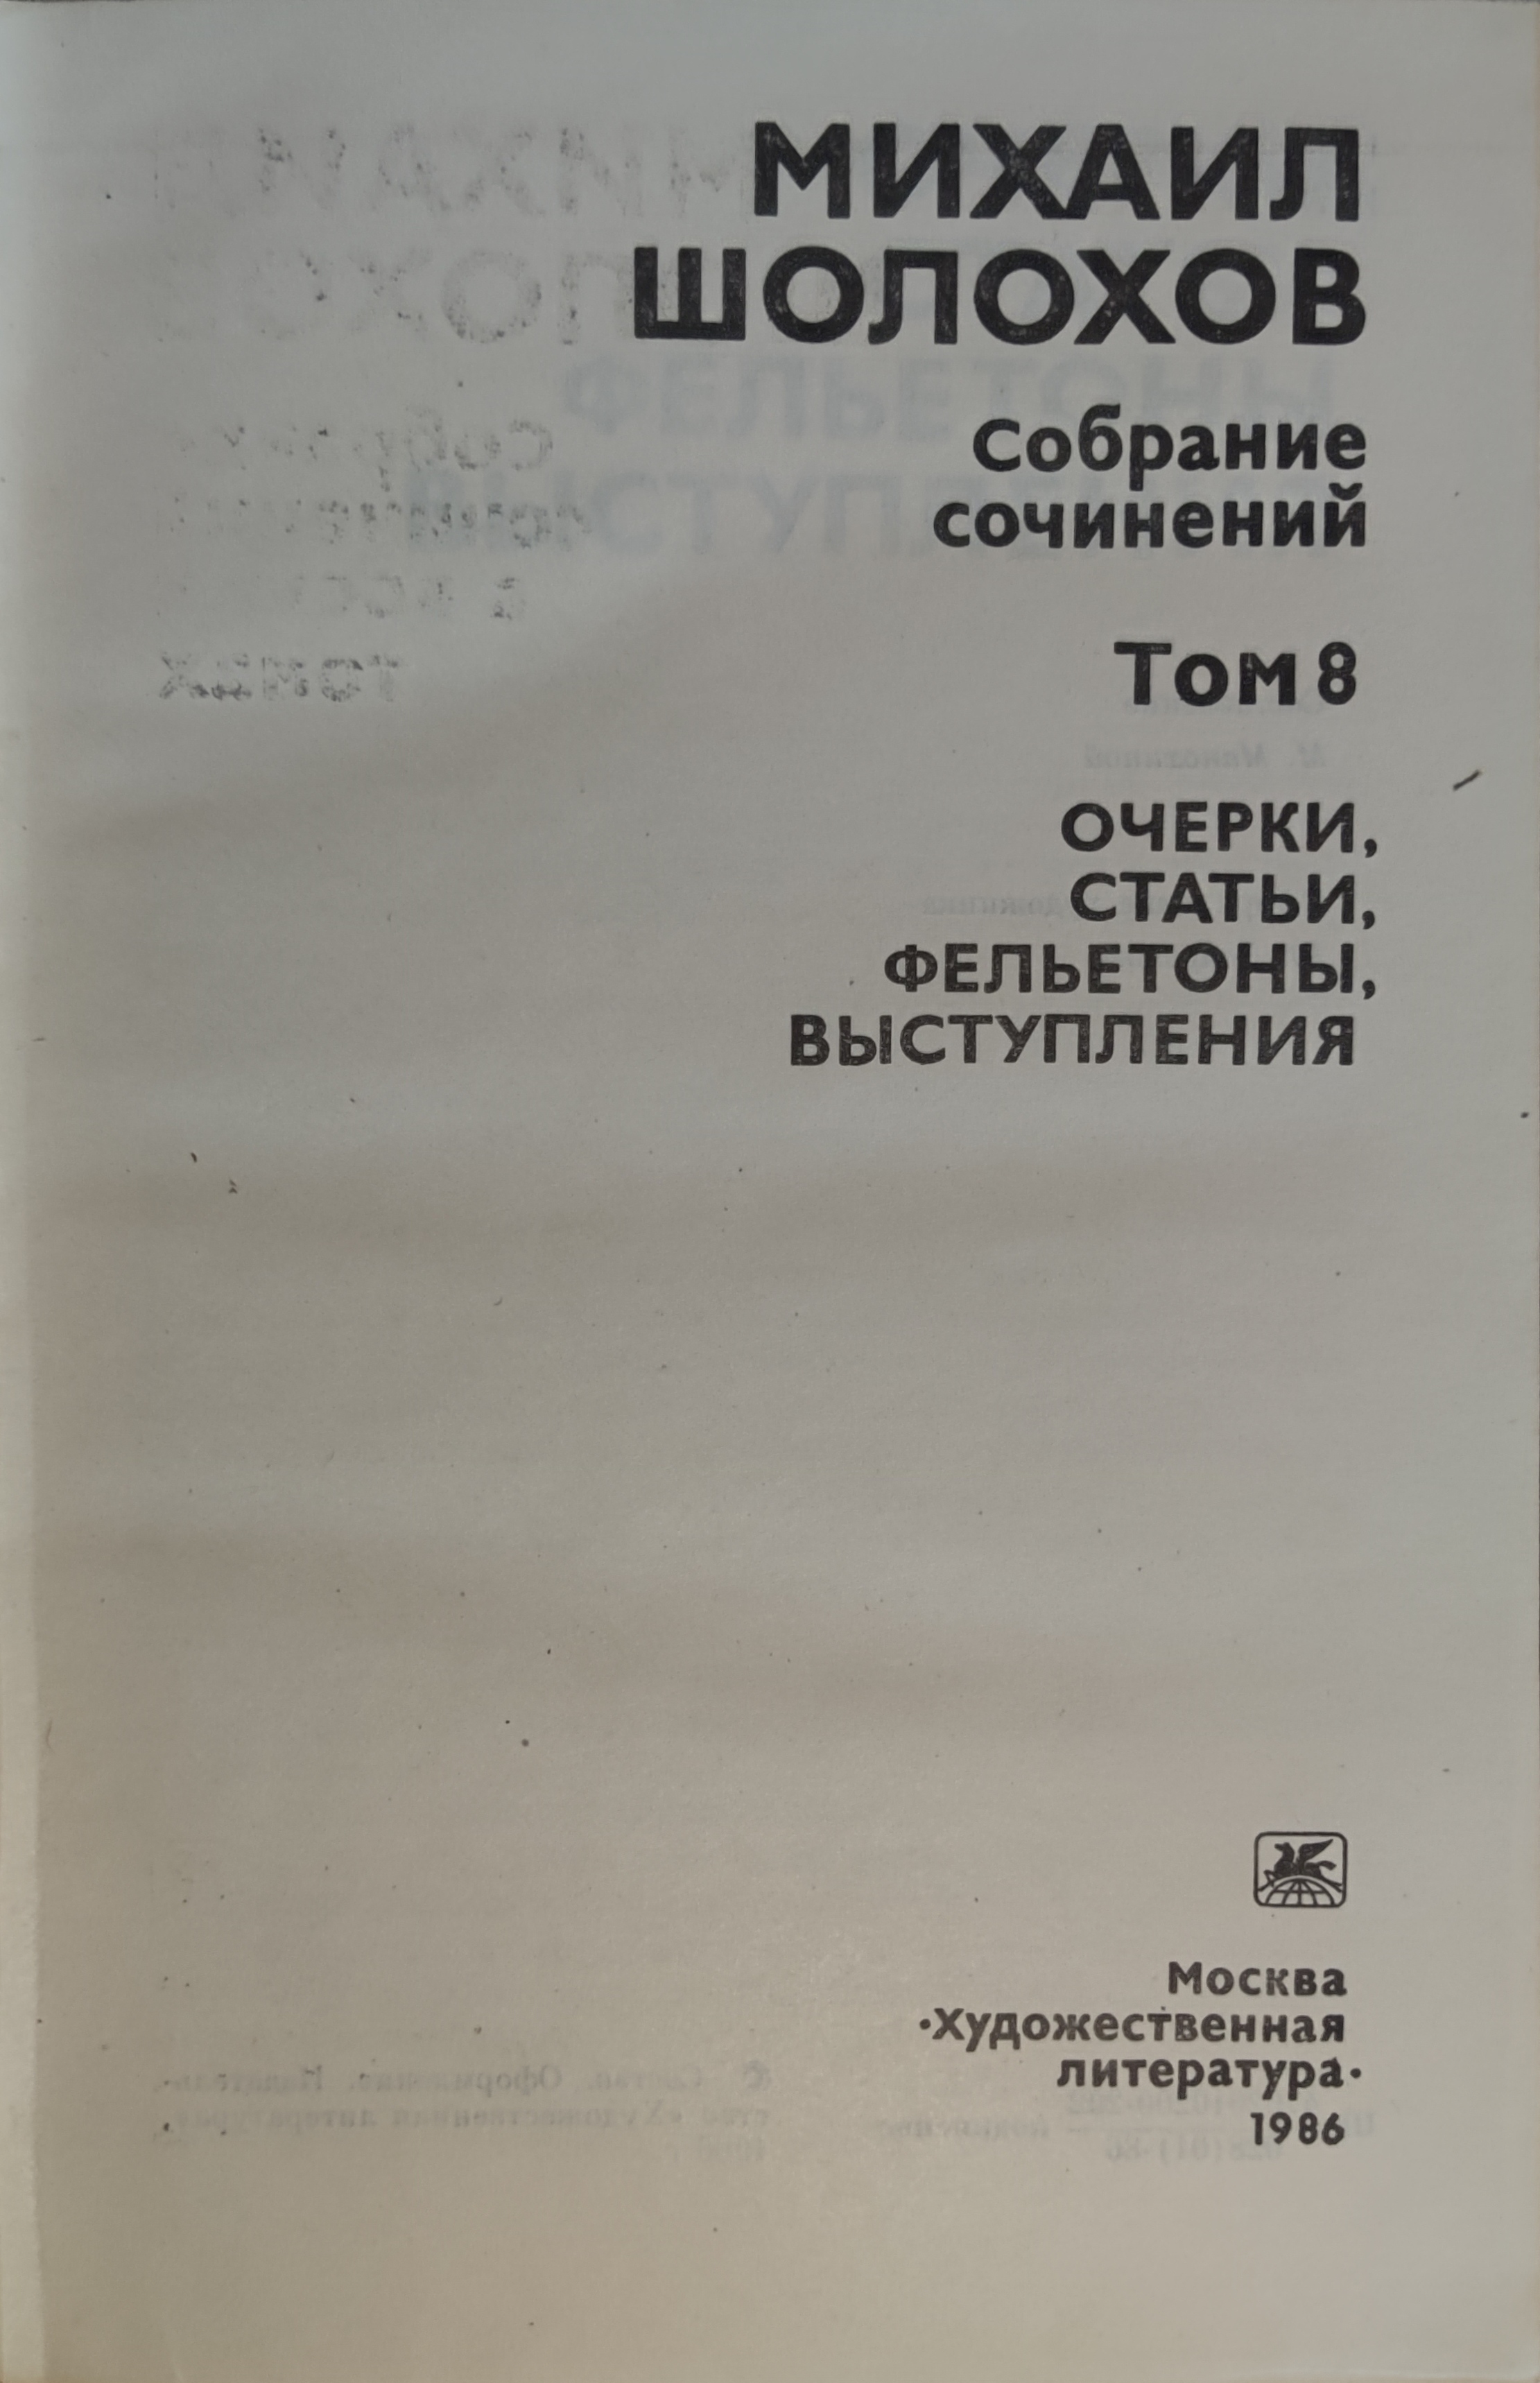 МИХАИЛ
ШОЛОХОВ
Собрание
сочинений
Том 8
ОЧЕРКИ,
СТАТЬИ,
ФЕЛЬЕТОНЫ,
ВЫСТУПЛЕНИЯ
Москва
•Художественная
литература•
1986